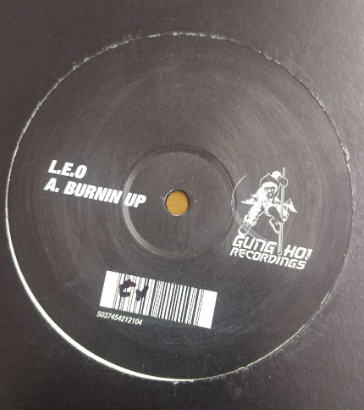 L.E.O
A. BURNIN UP
GUNG HO!
RECORDINGS
5037454212104